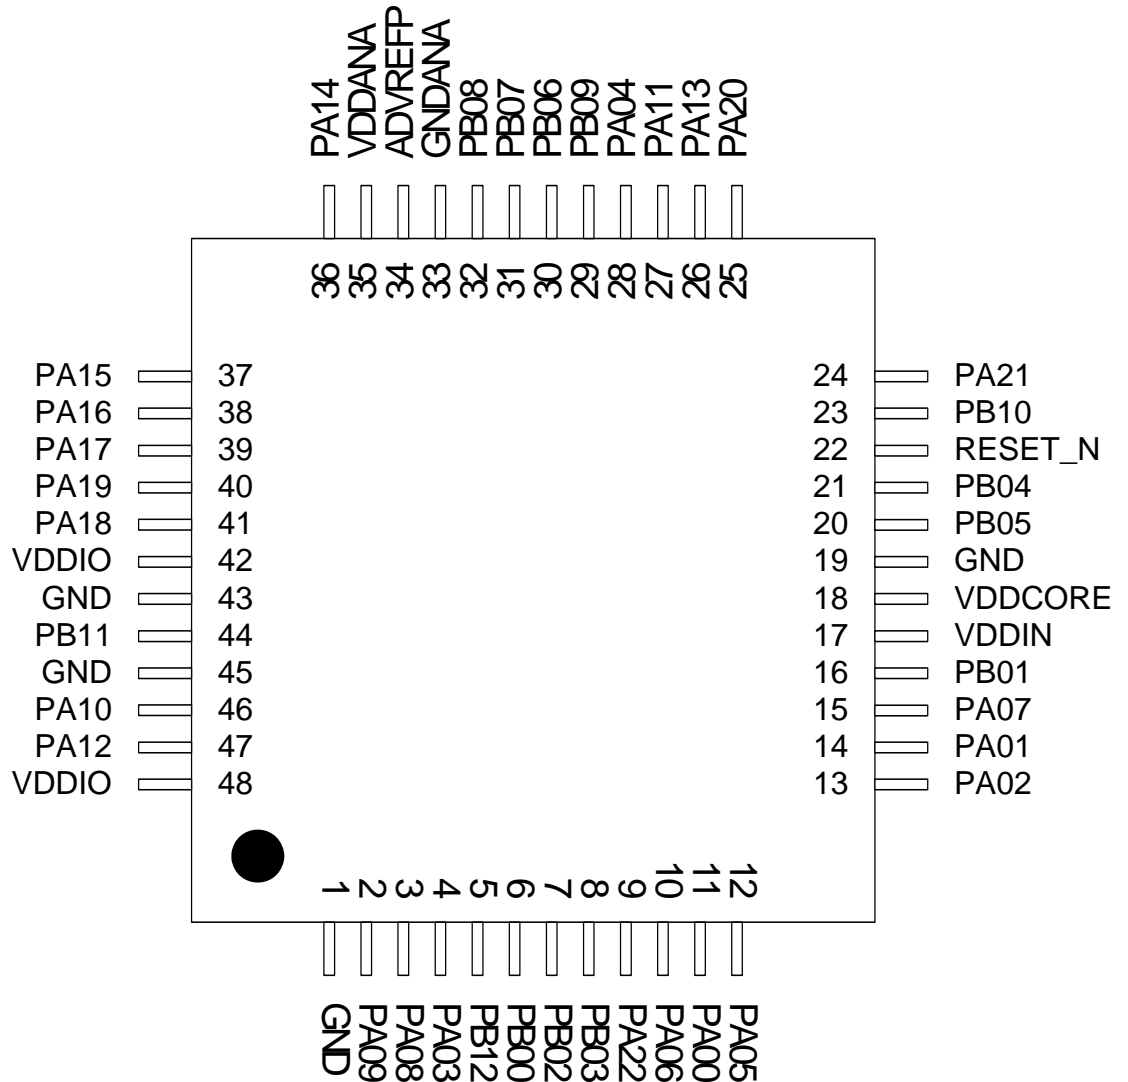 PA14
VDDANA
ADVREFP
GNDANA
PB08
PB07
PB06
PB09
PA04
PA11
PA13
PA20
36
35
34
33
32
31
30
29
28
27
26
25
PA15 37
PA16 38
PA17 39
PA19 40
PA18 41
VDDIO 42
GND 43
PB11 44
GND 45
PA10 46
PA12 47
VDDIO 48
24 PA21
23 PB10
22 RESET_N
21 PB04
20 PB05
19 GND
18 VDDCORE
17 VDDIN
16 PB01
15 PA07
14 PA01
13 PA02
1
2
3
4
5
6
7
8
9
10
11
12
GND
PA09
PA08
PA03
PB12
PB00
PB02
PB03
PA22
PA06
PA00
PA05